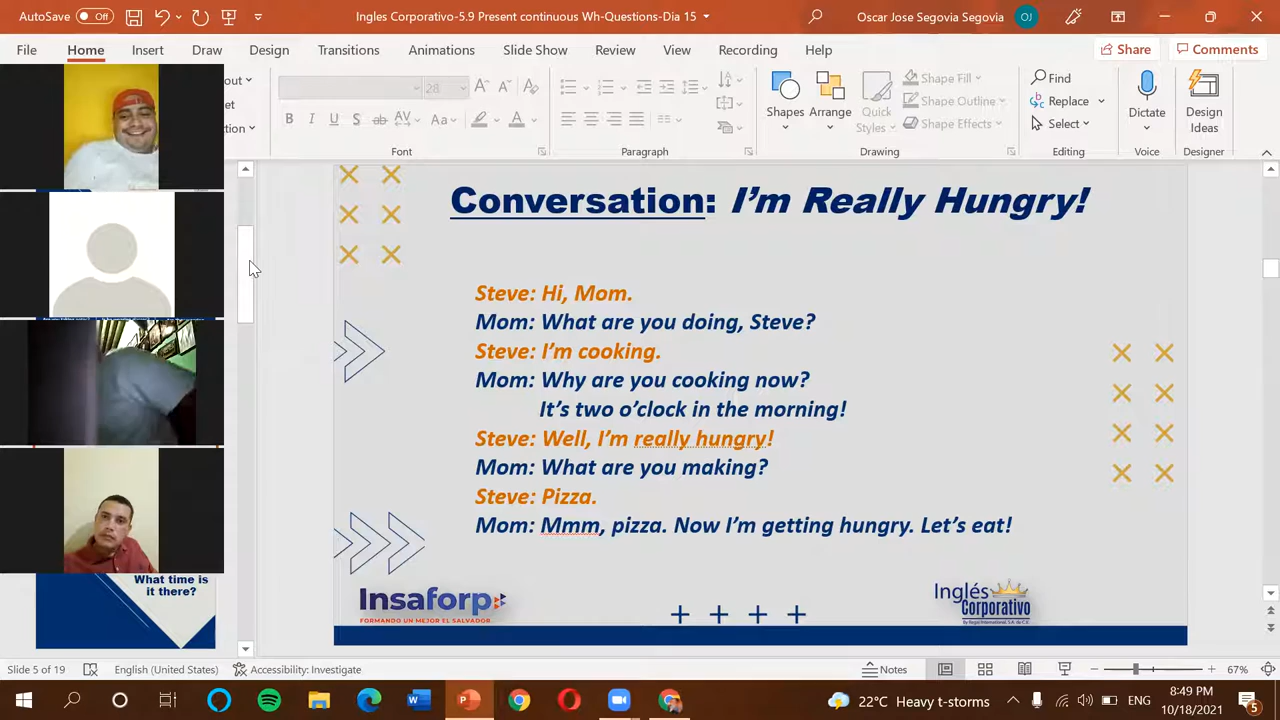 AutoSave Off Ingles Corporativo-5.9 Present continuous Wh-Questions-Dia 15 Oscar Jose Segovia Segovia OJ
File Home Insert Draw Design Transitions Animations Slide Show Review View Recording Help Share Comments
Shapes Arrange Quick Styles Shape Fill Shape Outline Shape Effects Find Replace Select Dictate Design Ideas
Font Paragraph Drawing Editing Voice Designer
Conversation: I'm Really Hungry!
Steve: Hi, Mom.
Mom: What are you doing, Steve?
Steve: I'm cooking.
Mom: Why are you cooking now?
It's two o'clock in the morning!
Steve: Well, I'm really hungry!
Mom: What are you making?
Steve: Pizza.
Mom: Mmm, pizza. Now I'm getting hungry. Let's eat!
Insaforp
FORMANDO UN MEJOR EL SALVADOR
Inglés
Corporativo
What time is
it there?
Slide 5 of 19 English (United States) Accessibility: Investigate Notes 67%
22°C Heavy t-storms ENG 8:49 PM
10/18/2021 5